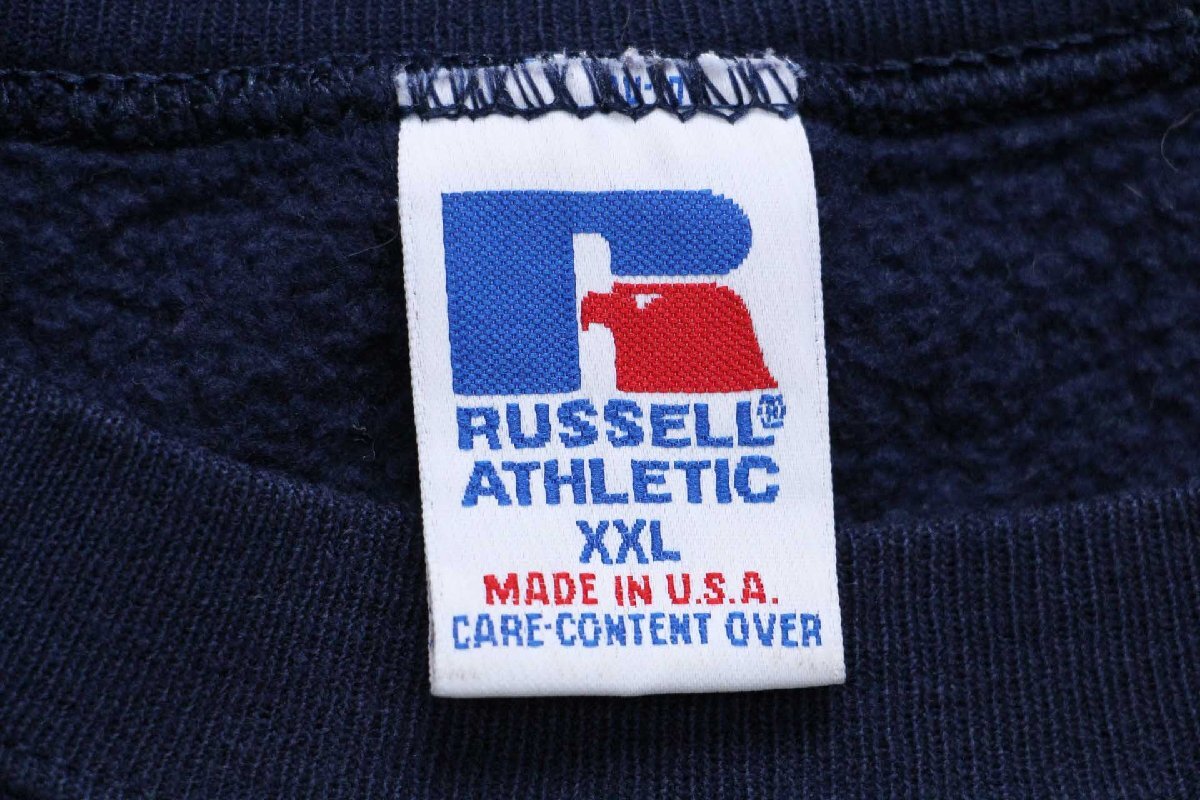 RUSSELL®
ATHLETIC
XXL
MADE IN U.S.A.
CARE-CONTENT OVER